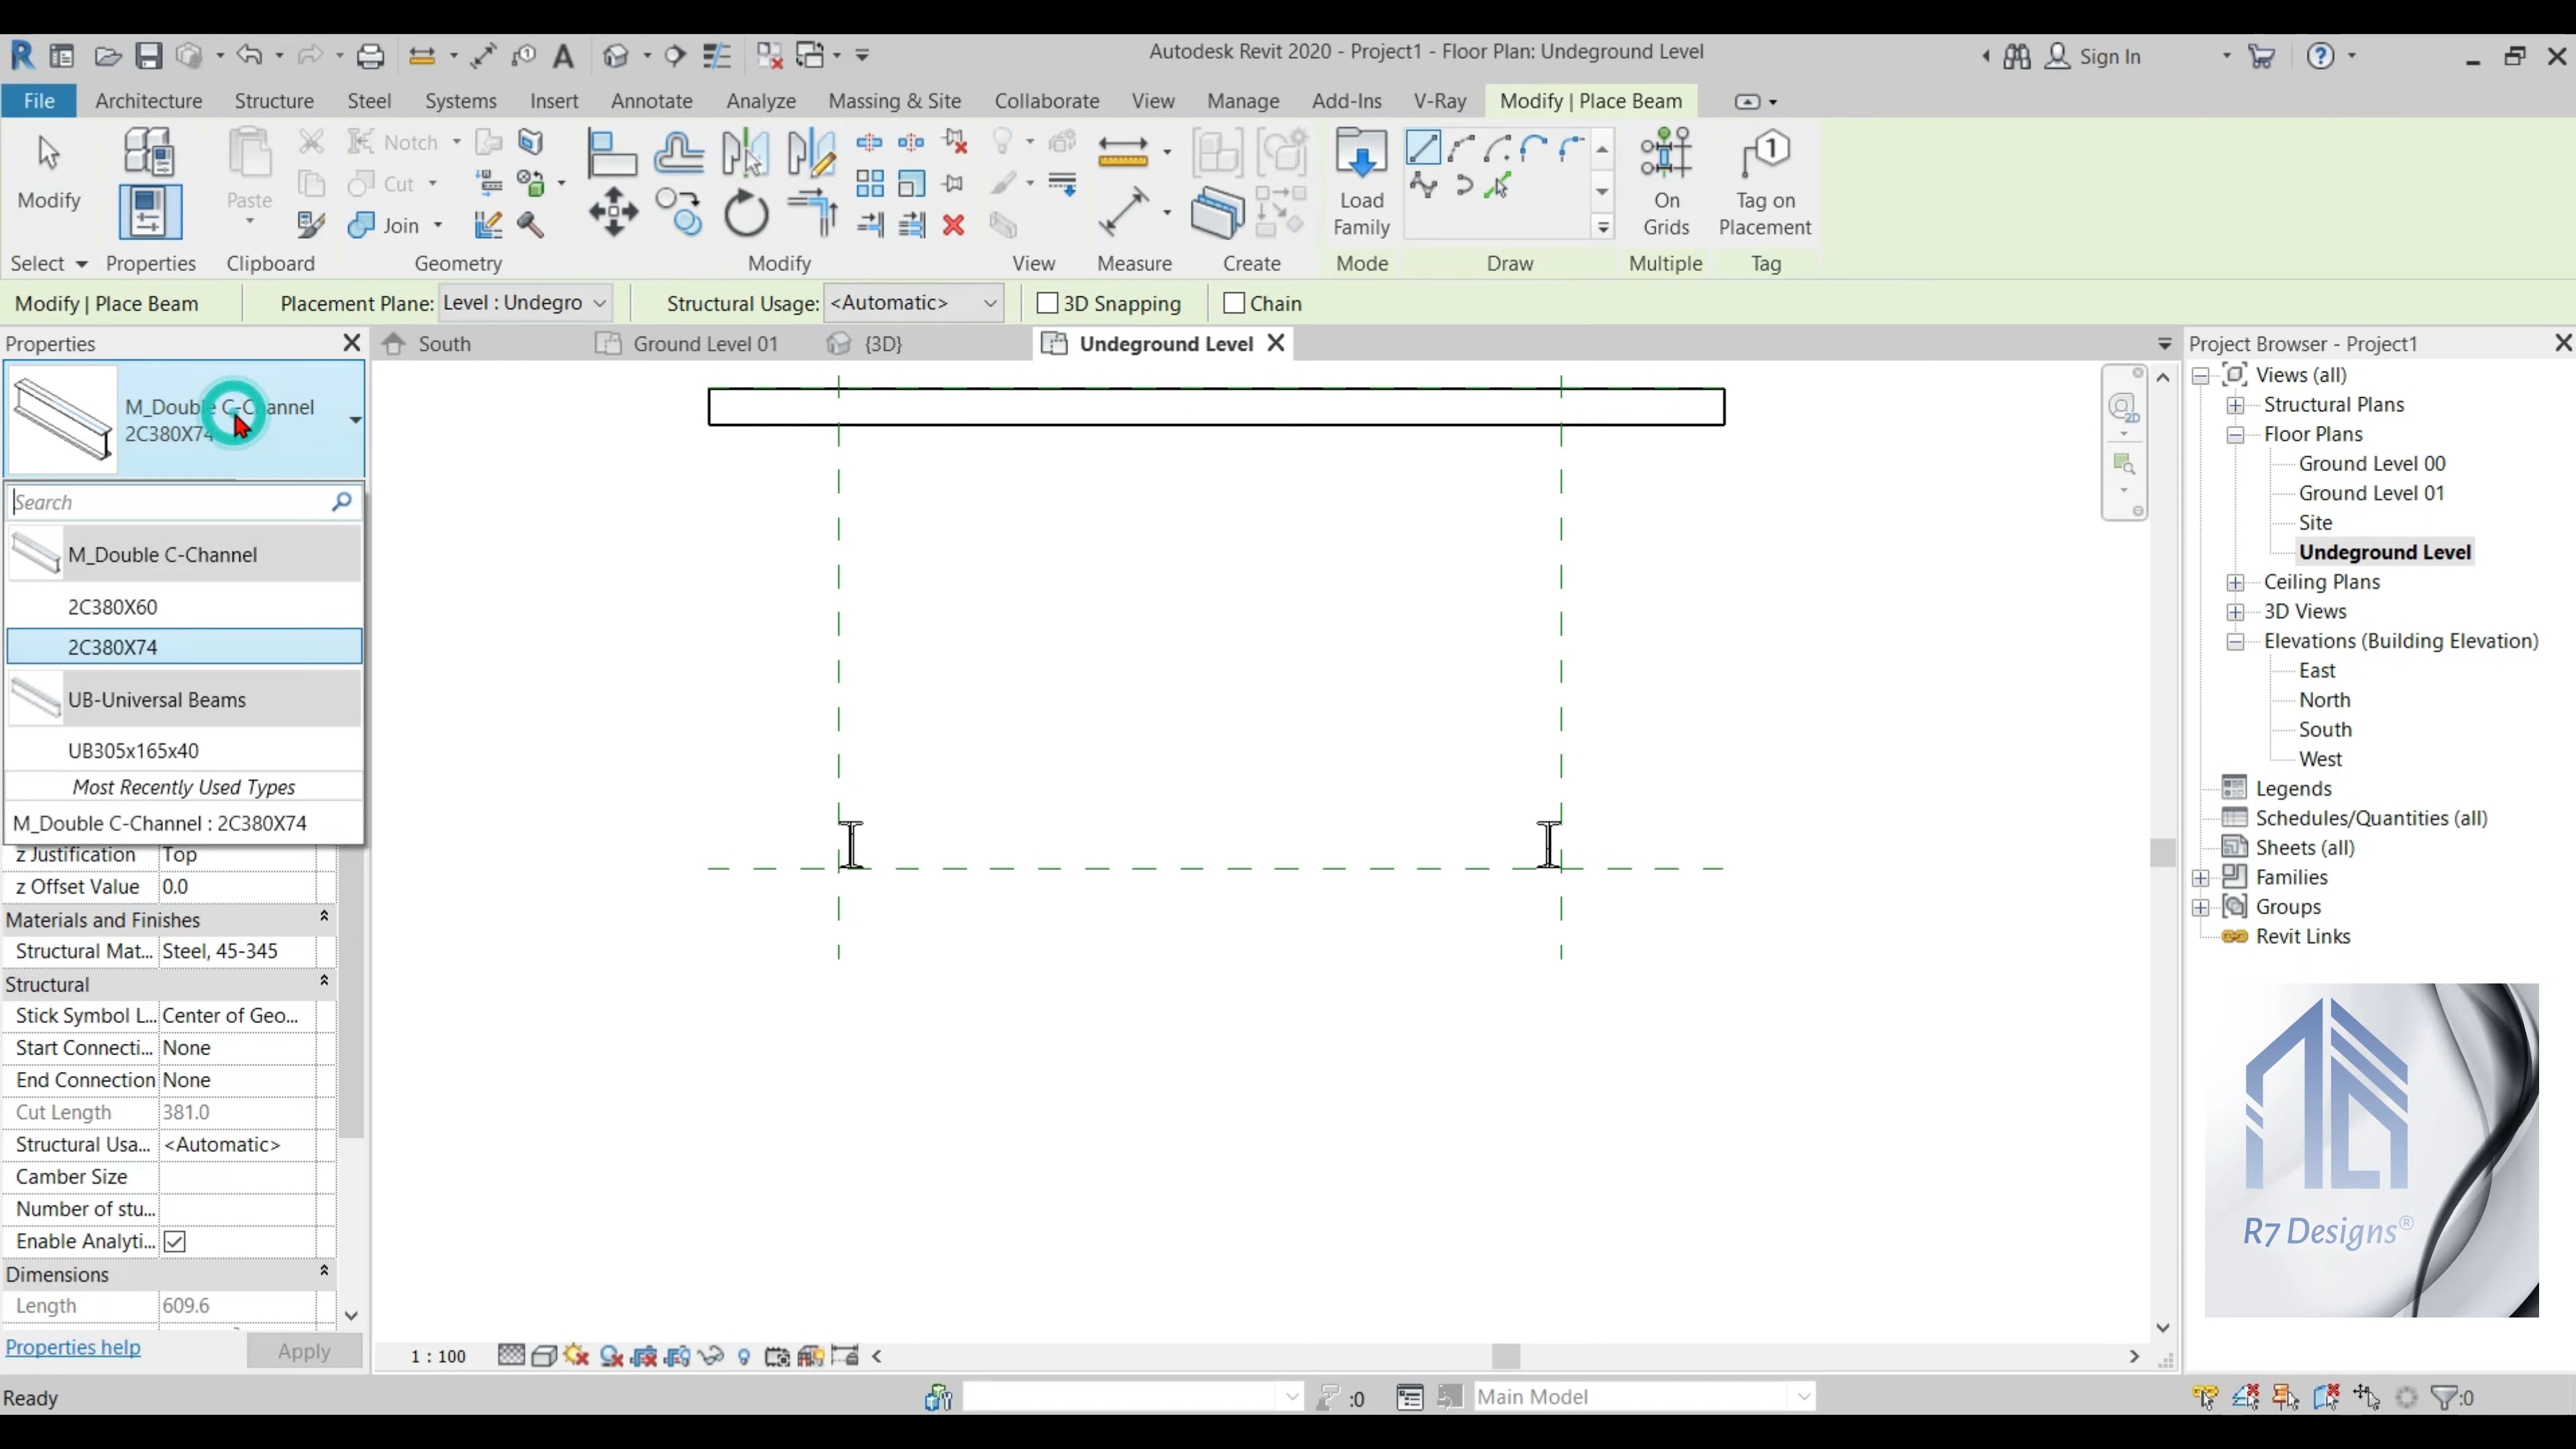 Autodesk Revit 2020 - Project1 - Floor Plan: Undeground Level
Sign In
File Architecture Structure Steel Systems Insert Annotate Analyze Massing & Site Collaborate View Manage Add-Ins V-Ray Modify | Place Beam
Modify
Paste
Notch
Cut
Join
Load Family
On Grids
Tag on Placement
Select Properties Clipboard Geometry Modify View Measure Create Mode Draw Multiple Tag
Modify | Place Beam Placement Plane: Level : Undegro Structural Usage: <Automatic> 3D Snapping Chain
Properties
South Ground Level 01 {3D} Undeground Level
M_Double C-Channel
2C380X74
Search
M_Double C-Channel
2C380X60
2C380X74
UB-Universal Beams
UB305x165x40
Most Recently Used Types
M_Double C-Channel : 2C380X74
z Justification Top
z Offset Value 0.0
Materials and Finishes
Structural Mat... Steel, 45-345
Structural
Stick Symbol L... Center of Geo...
Start Connecti... None
End Connection None
Cut Length 381.0
Structural Usa... <Automatic>
Camber Size
Number of stu...
Enable Analyti...
Dimensions
Length 609.6
Properties help
Apply
Project Browser - Project1
Views (all)
Structural Plans
Floor Plans
Ground Level 00
Ground Level 01
Site
Undeground Level
Ceiling Plans
3D Views
Elevations (Building Elevation)
East
North
South
West
Legends
Schedules/Quantities (all)
Sheets (all)
Families
Groups
Revit Links
2D
R7 Designs®
1 : 100
Ready
:0
Main Model
:0